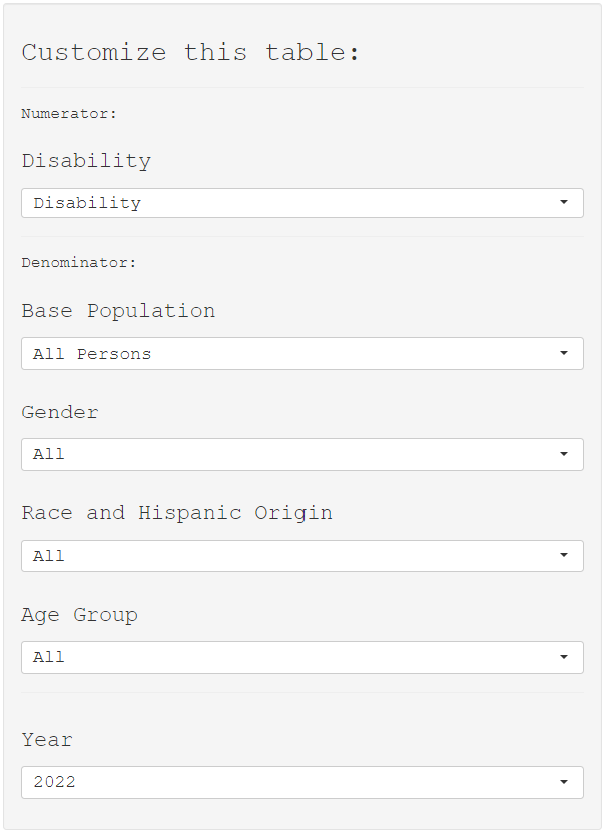 Customize this table:
Numerator:
Disability
Disability
Denominator:
Base Population
All Persons
Gender
All
Race and Hispanic Origin
All
Age Group
All
Year
2022